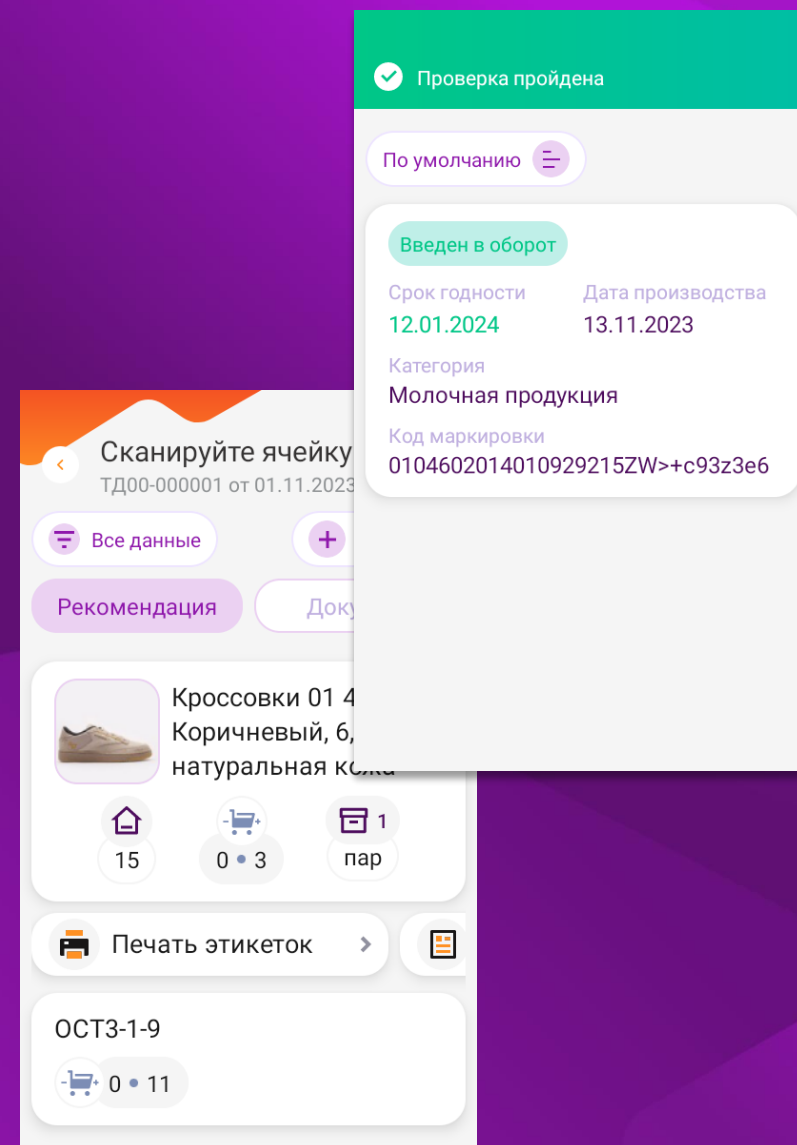 Проверка пройдена
По умолчанию
Введен в оборот
Срок годности
Дата производства
12.01.2024
13.11.2023
Категория
Молочная продукция
Код маркировки
0104602014010929215ZW>+c93z3e6
Сканируйте ячейку
ТД00-000001 от 01.11.2023
Все данные
Рекомендация
Кроссовки 01 4
Коричневый, 6,
натуральная кожа
1
15
0 • 3
пар
Печать этикеток
ОСТ3-1-9
0 • 11